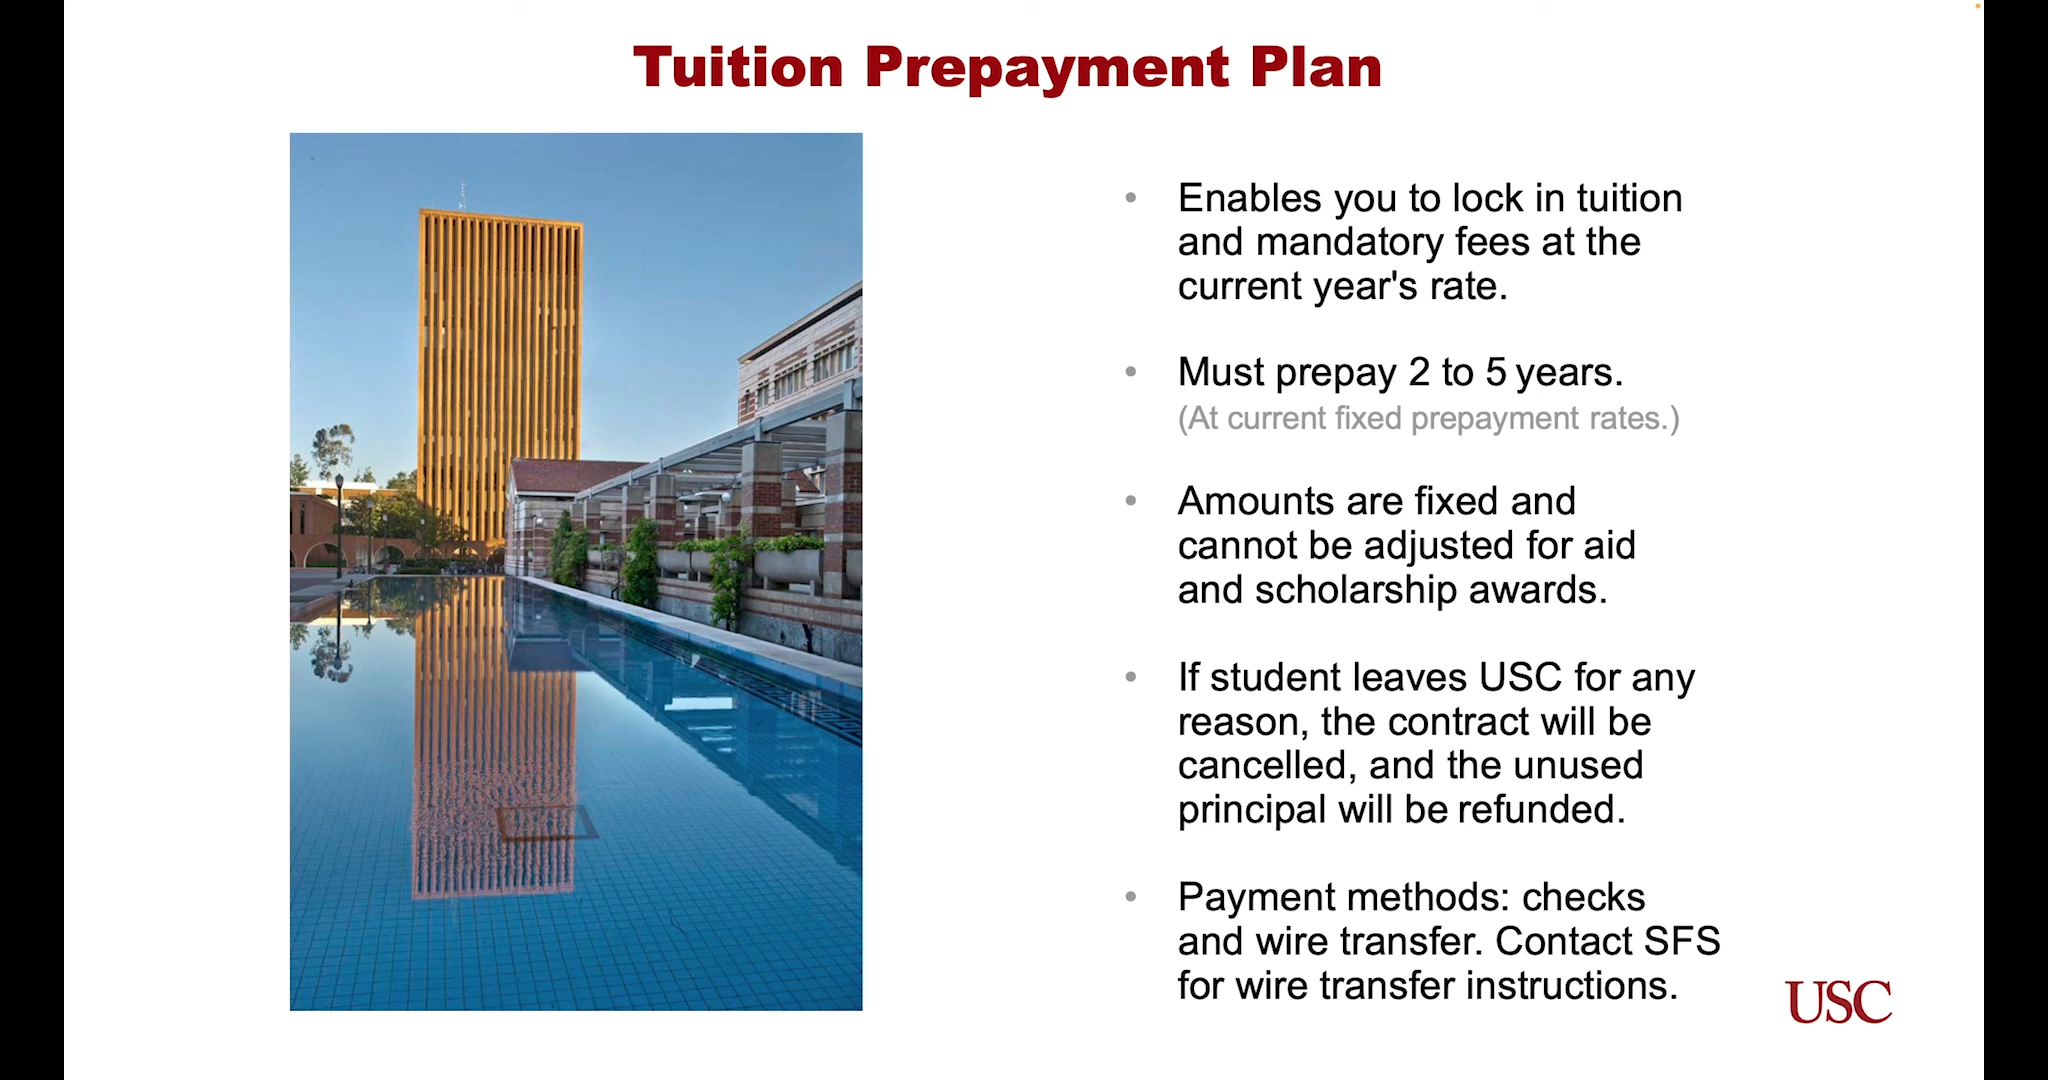 Tuition Prepayment Plan
• Enables you to lock in tuition
and mandatory fees at the
current year's rate.
• Must prepay 2 to 5 years.
(At current fixed prepayment rates.)
• Amounts are fixed and
cannot be adjusted for aid
and scholarship awards.
• If student leaves USC for any
reason, the contract will be
cancelled, and the unused
principal will be refunded.
• Payment methods: checks
and wire transfer. Contact SFS
for wire transfer instructions.
USC